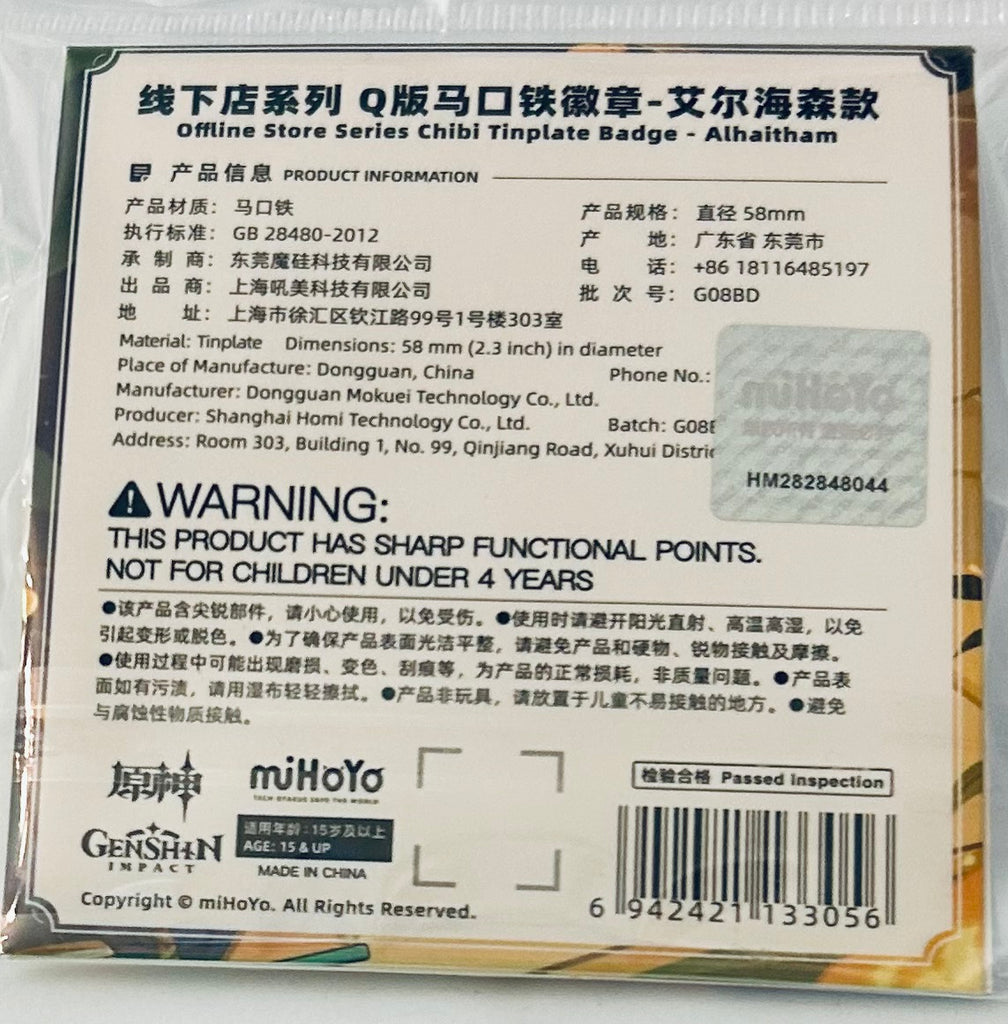 线下店系列 Q版马口铁徽章-艾尔海森款
Offline Store Series Chibi Tinplate Badge - Alhaitham
产品信息 PRODUCT INFORMATION
产品材质： 马口铁
产品规格： 直径 58mm
执行标准： GB 28480-2012
产 地： 广东省 东莞市
承 制 商： 东莞魔硅科技有限公司
电 话： +86 18116485197
出 品 商： 上海吼美科技有限公司
批 次 号： G08BD
地 址： 上海市徐汇区钦江路99号1号楼303室
Material: Tinplate Dimensions: 58 mm (2.3 inch) in diameter
Place of Manufacture: Dongguan, China Phone No.:
Manufacturer: Dongguan Mokuei Technology Co., Ltd.
Producer: Shanghai Homi Technology Co., Ltd. Batch: G08
Address: Room 303, Building 1, No. 99, Qinjiang Road, Xuhui Distric
miHoYo
HM282848044
WARNING:
THIS PRODUCT HAS SHARP FUNCTIONAL POINTS.
NOT FOR CHILDREN UNDER 4 YEARS
●该产品含尖锐部件，请小心使用，以免受伤。●使用时请避开阳光直射、高温高湿，以免
引起变形或脱色。●为了确保产品表面光洁平整，请避免产品和硬物、锐物接触及摩擦。
●使用过程中可能出现磨损、变色、刮痕等，为产品的正常损耗，非质量问题。●产品表
面如有污渍，请用湿布轻轻擦拭。●产品非玩具，请放置于儿童不易接触的地方。●避免
与腐蚀性物质接触。
原神
GENSHIN
IMPACT
miHoYo
TECH OTAKUS SAVE THE WORLD
适用年龄：15岁及以上
AGE: 15 & UP
MADE IN CHINA
检验合格 Passed Inspection
6 942421 133056
Copyright © miHoYo. All Rights Reserved.